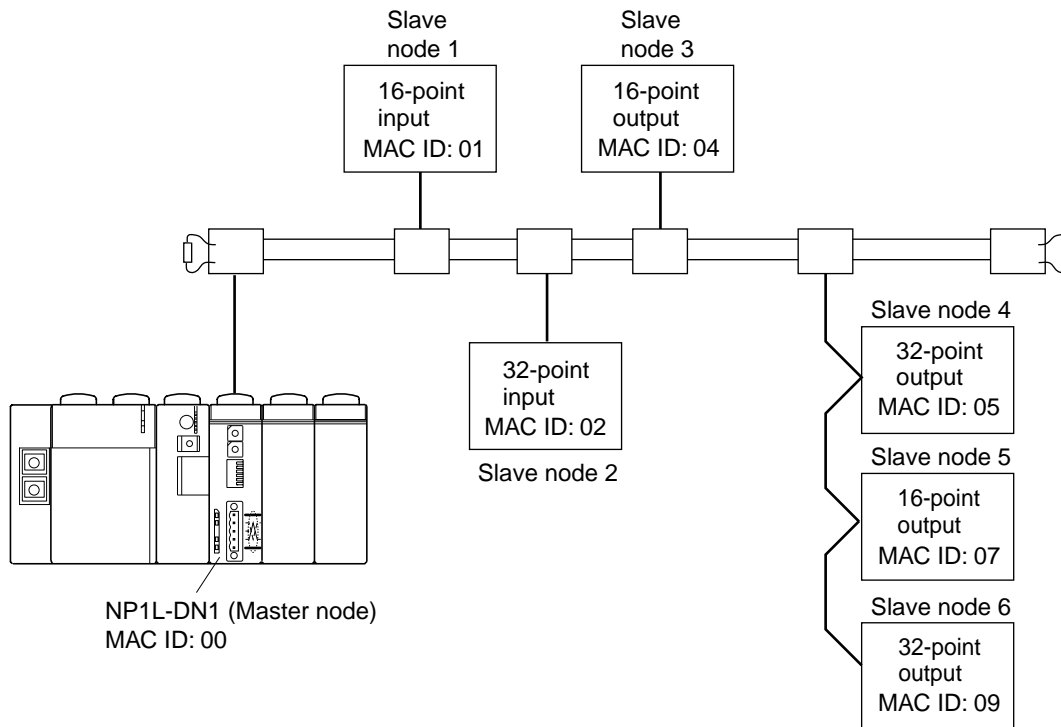 Slave
node 1
16-point
input
MAC ID: 01
Slave
node 3
16-point
output
MAC ID: 04
32-point
input
MAC ID: 02
Slave node 2
Slave node 4
32-point
output
MAC ID: 05
Slave node 5
16-point
output
MAC ID: 07
Slave node 6
32-point
output
MAC ID: 09
NP1L-DN1 (Master node)
MAC ID: 00